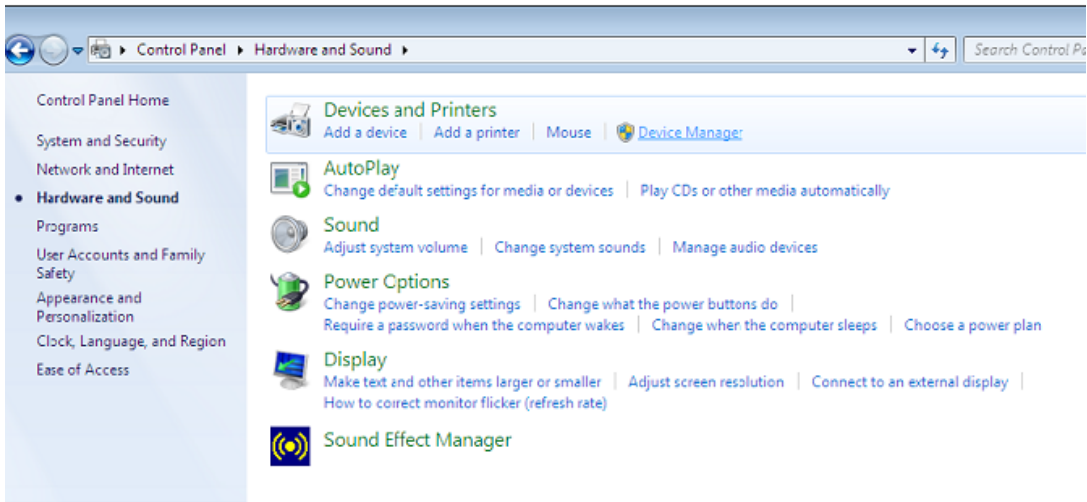 Control Panel Hardware and Sound Search Control Pa
Control Panel Home
System and Security
Network and Internet
Hardware and Sound
Programs
User Accounts and Family
Safety
Appearance and
Personalization
Clock, Language, and Region
Ease of Access
Devices and Printers
Add a device Add a printer Mouse Device Manager
AutoPlay
Change default settings for media or devices Play CDs or other media automatically
Sound
Adjust system volume Change system sounds Manage audio devices
Power Options
Change power-saving settings Change what the power buttons do
Require a password when the computer wakes Change when the computer sleeps Choose a power plan
Display
Make text and other items larger or smaller Adjust screen resolution Connect to an external display
How to correct monitor flicker (refresh rate)
Sound Effect Manager